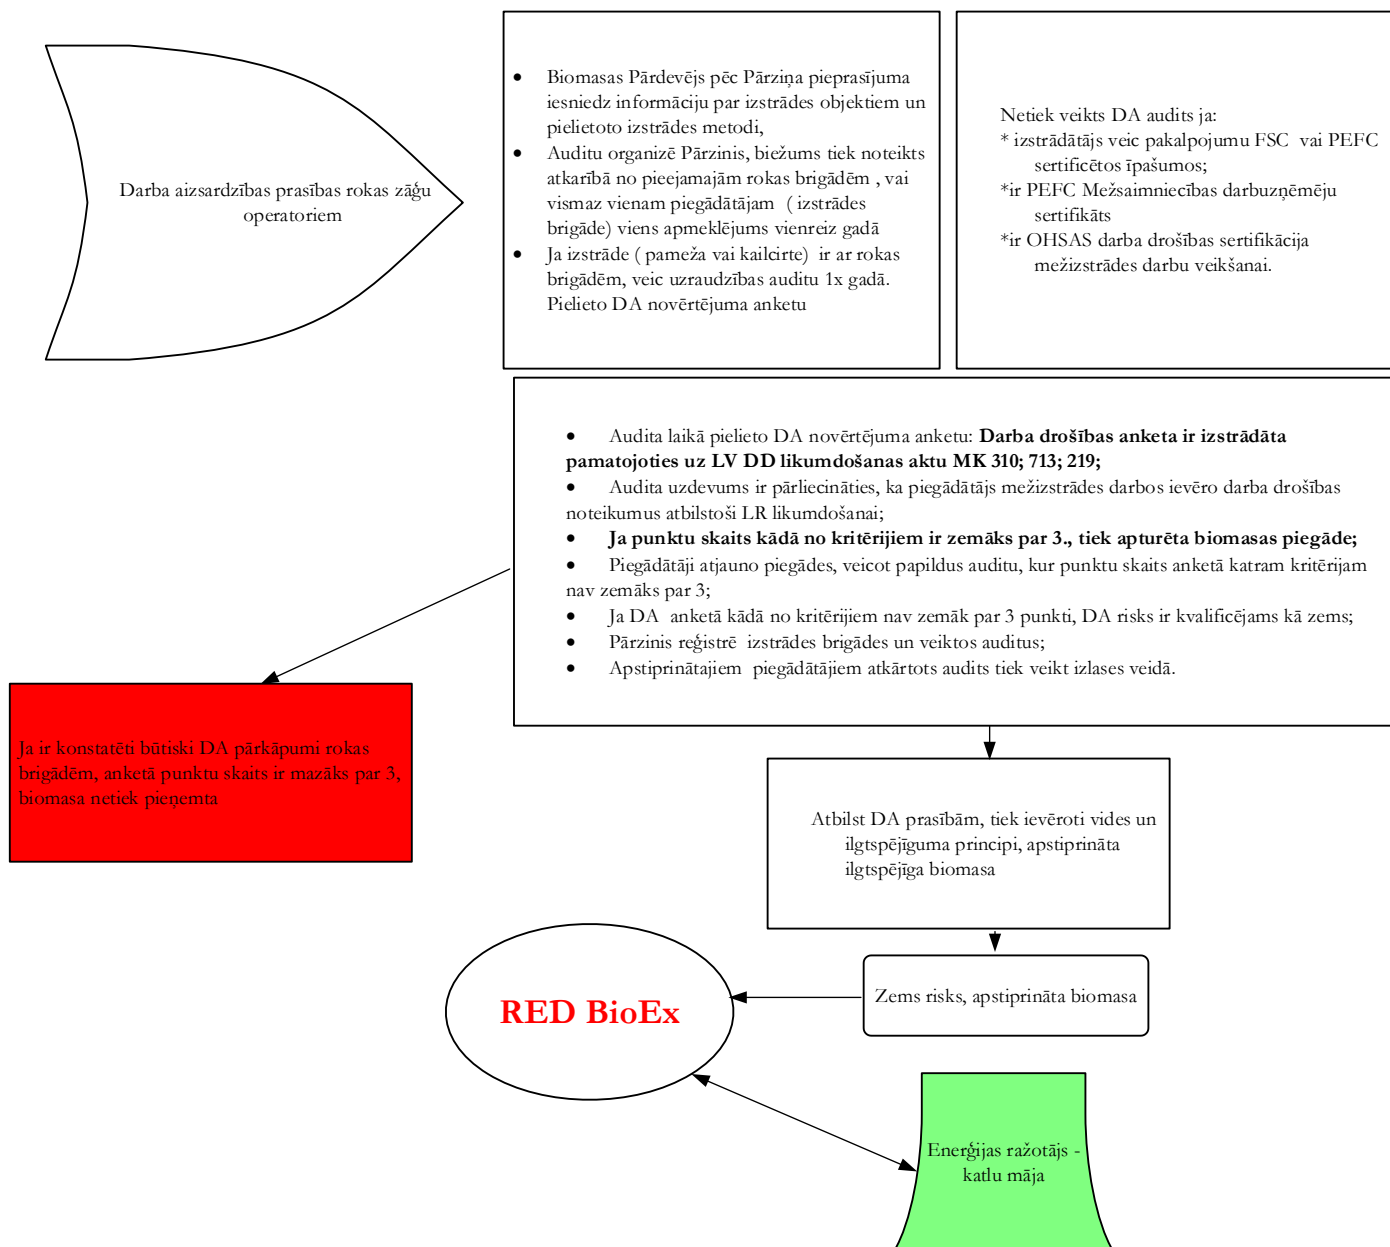 Darba aizsardzības prasības rokas zāģu
operatoriem
• Biomasas Pārdevējs pēc Pārziņa pieprasījuma
iesniedz informāciju par izstrādes objektiem un
pielietoto izstrādes metodi,
• Auditu organizē Pārzinis, biežums tiek noteikts
atkarībā no pieejamajām rokas brigādēm , vai
vismaz vienam piegādātājam ( izstrādes
brigāde) viens apmeklējums vienreiz gadā
• Ja izstrāde ( pameža vai kailcirte) ir ar rokas
brigādēm, veic uzraudzības auditu 1x gadā.
Pielieto DA novērtējuma anketu
Netiek veikts DA audits ja:
* izstrādātājs veic pakalpojumu FSC vai PEFC
sertificētos īpašumos;
*ir PEFC Mežsaimniecības darbuzņēmēju
sertifikāts
*ir OHSAS darba drošības sertifikācija
mežizstrādes darbu veikšanai.
• Audita laikā pielieto DA novērtējuma anketu: Darba drošības anketa ir izstrādāta
pamatojoties uz LV DD likumdošanas aktu MK 310; 713; 219;
• Audita uzdevums ir pārliecināties, ka piegādātājs mežizstrādes darbos ievēro darba drošības
noteikumus atbilstoši LR likumdošanai;
• Ja punktu skaits kādā no kritērijiem ir zemāks par 3., tiek apturēta biomasas piegāde;
• Piegādātāji atjauno piegādes, veicot papildus auditu, kur punktu skaits anketā katram kritērijam
nav zemāks par 3;
• Ja DA anketā kādā no kritērijiem nav zemāk par 3 punkti, DA risks ir kvalificējams kā zems;
• Pārzinis reģistrē izstrādes brigādes un veiktos auditus;
• Apstiprinātajiem piegādātājiem atkārtots audits tiek veikt izlases veidā.
Ja ir konstatēti būtiski DA pārkāpumi rokas
brigādēm, anketā punktu skaits ir mazāks par 3,
biomasa netiek pieņemta
Atbilst DA prasībām, tiek ievēroti vides un
ilgtspējīguma principi, apstiprināta
ilgtspējīga biomasa
Zems risks, apstiprināta biomasa
RED BioEx
Enerģijas ražotājs -
katlu māja